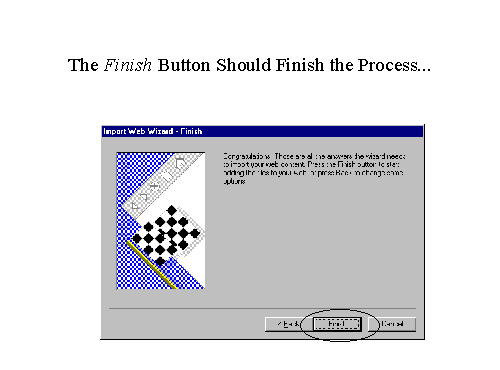 The Finish Button Should Finish the Process...
Import Web Wizard - Finish
Congratulations! Those are all the answers the wizard needs
to import your web content. Press the Finish button to start
adding the files to your web, or press Back to change some
options.
< Back
Finish
Cancel